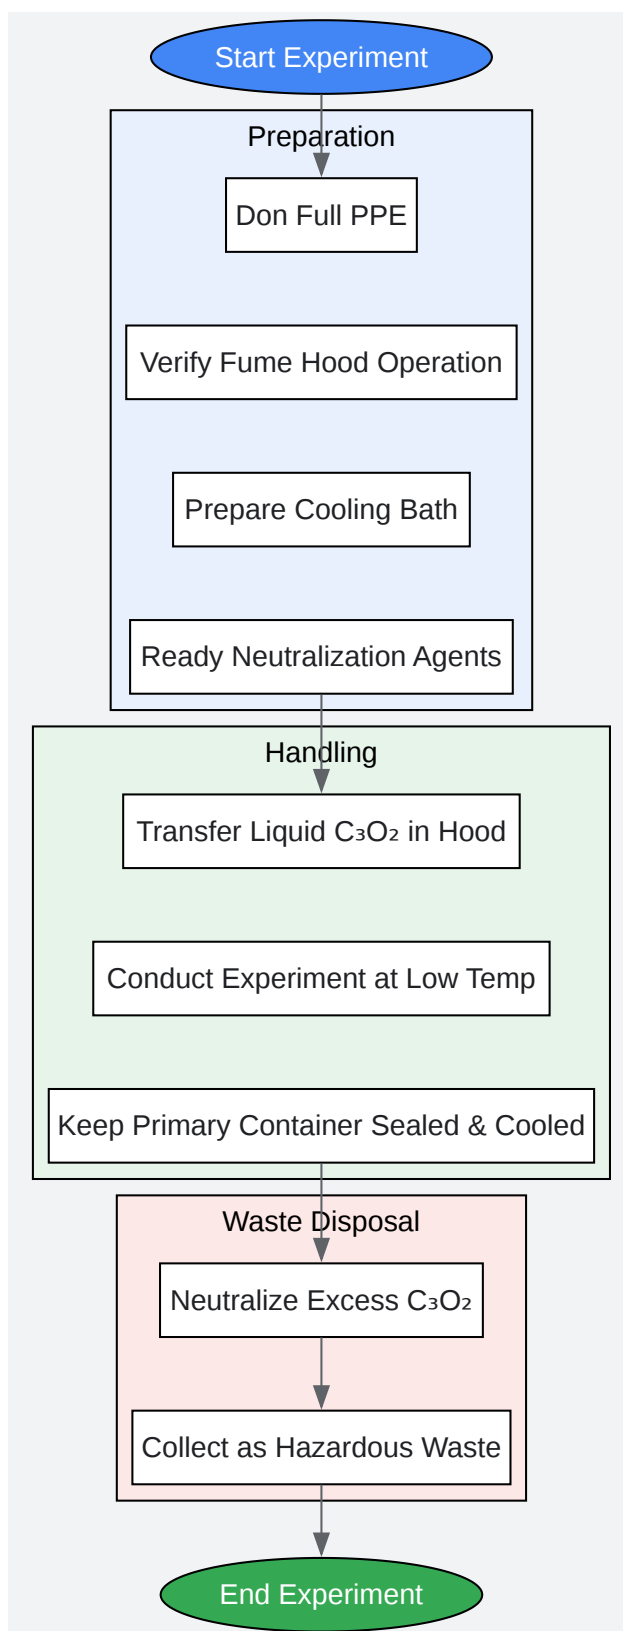 Start Experiment
Preparation
Don Full PPE
Verify Fume Hood Operation
Prepare Cooling Bath
Ready Neutralization Agents
Handling
Transfer Liquid C₃O₂ in Hood
Conduct Experiment at Low Temp
Keep Primary Container Sealed & Cooled
Waste Disposal
Neutralize Excess C₃O₂
Collect as Hazardous Waste
End Experiment